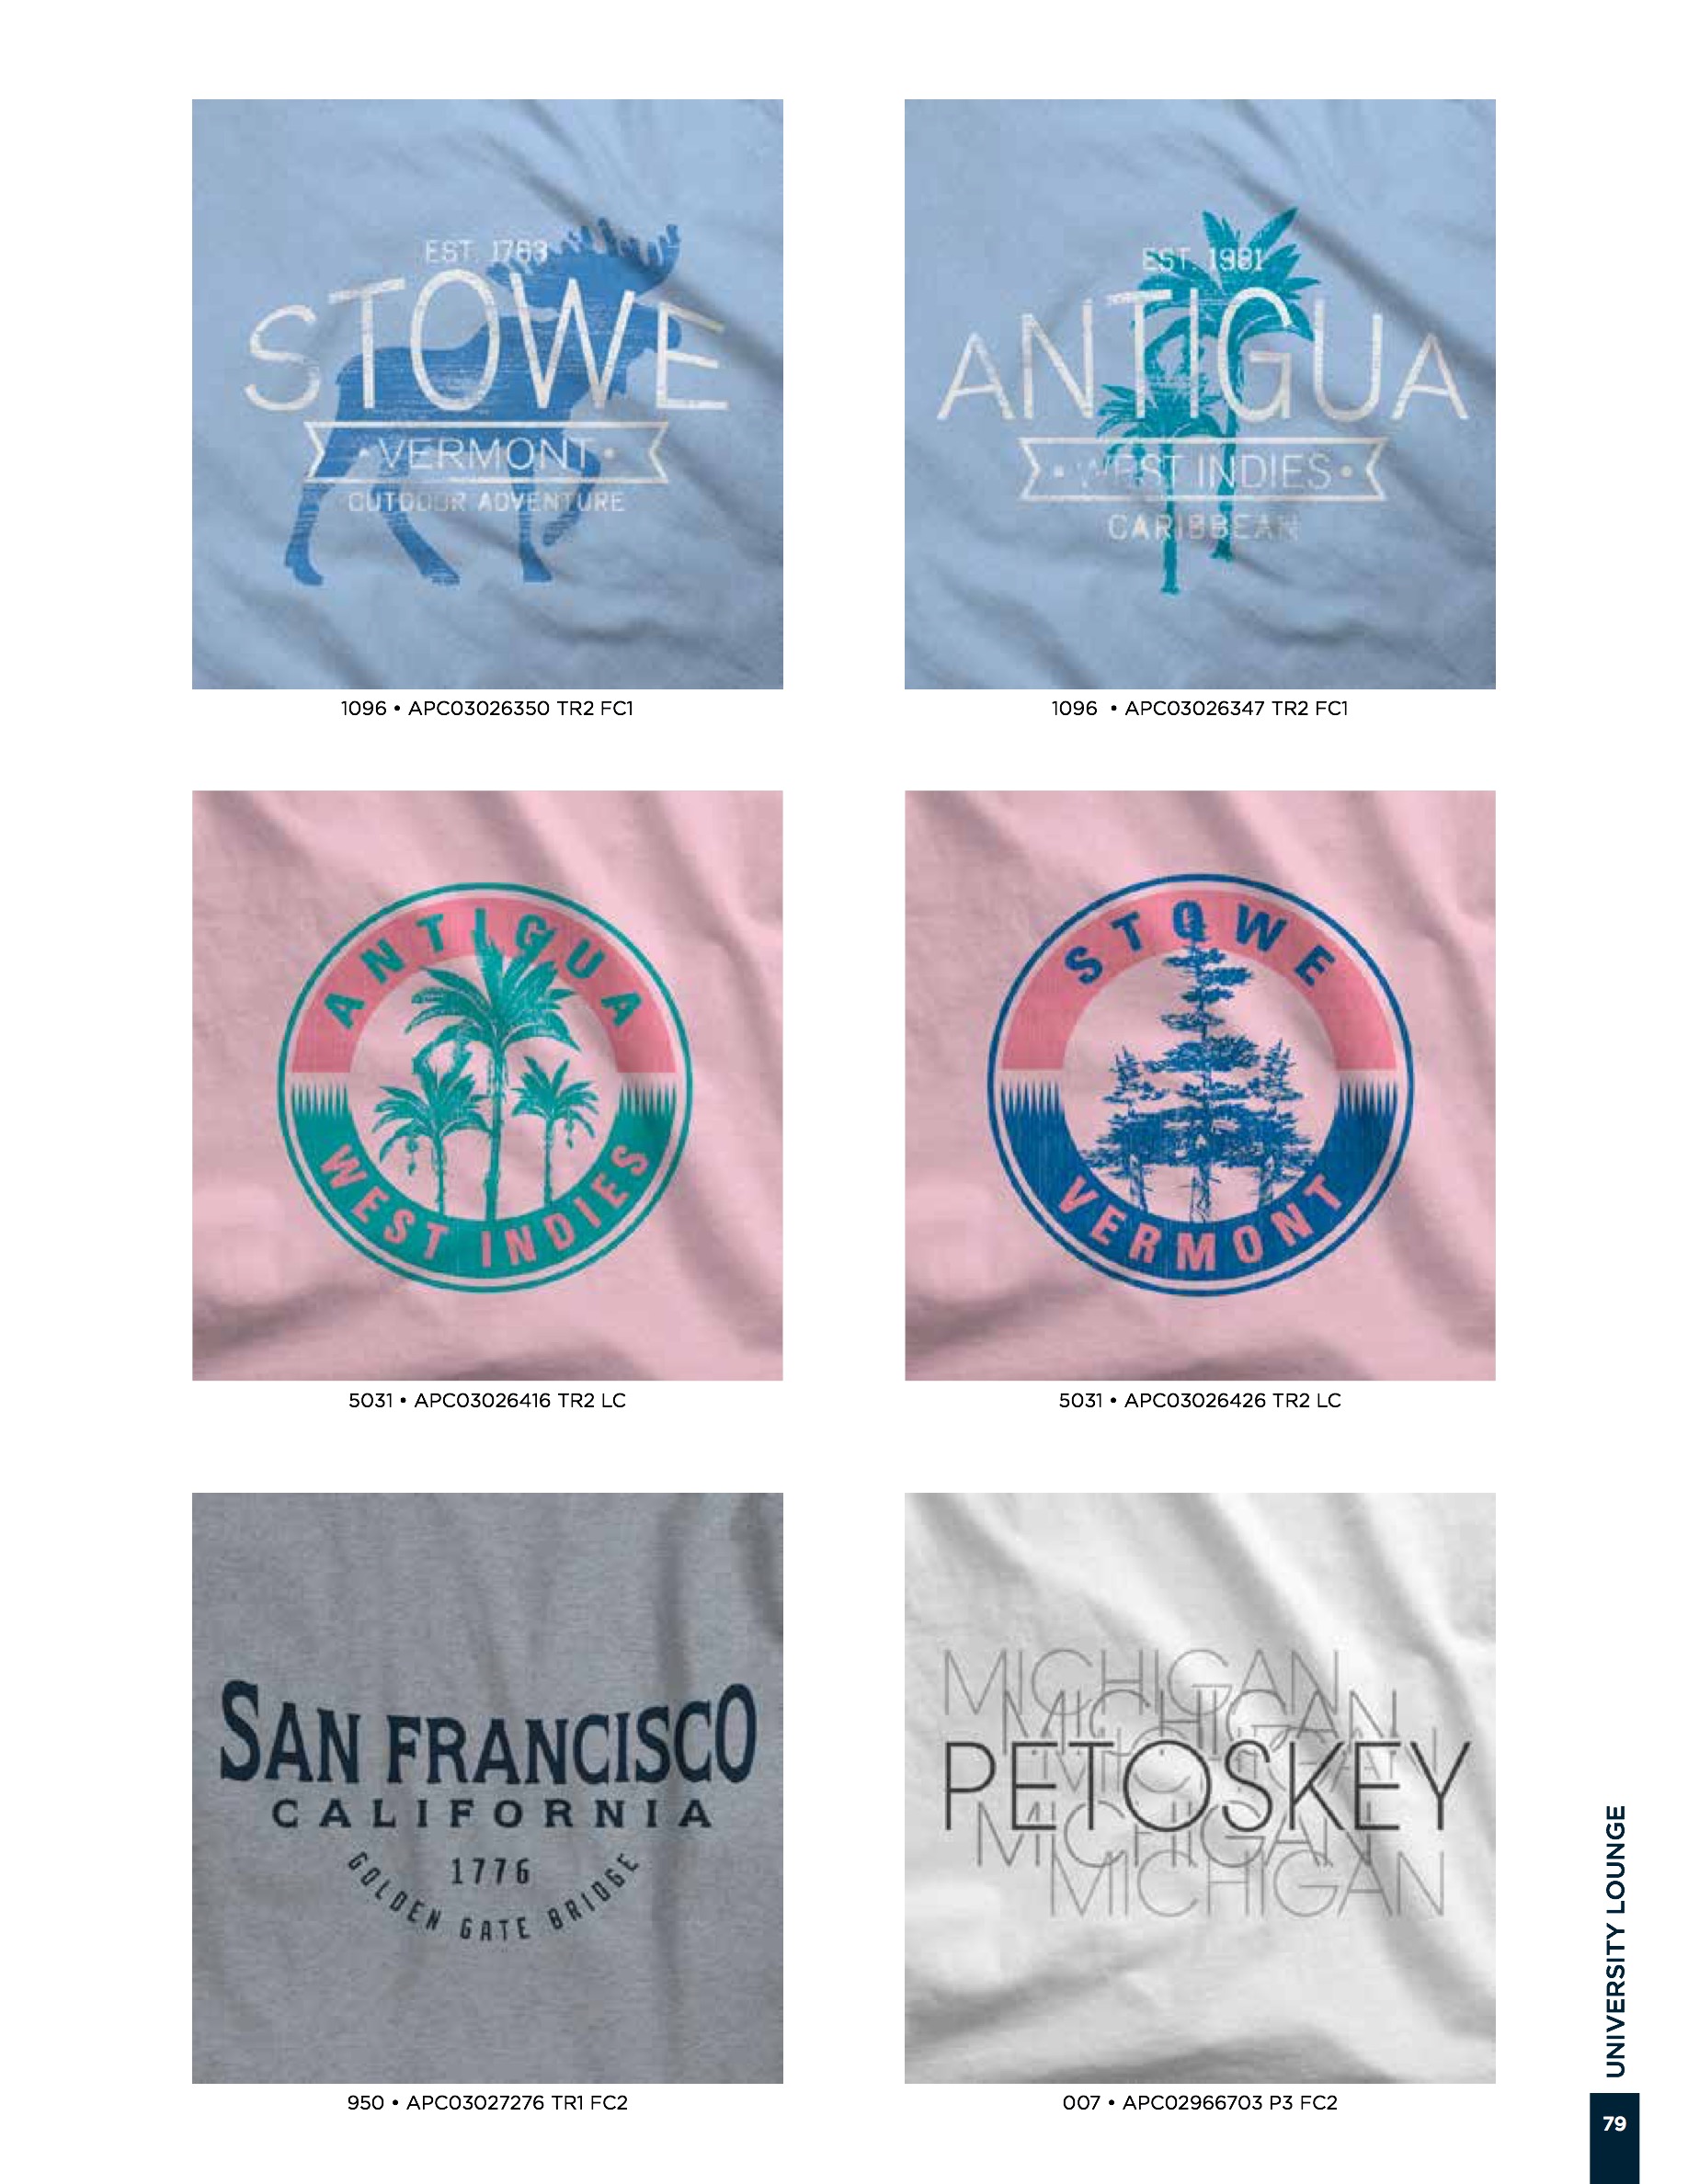 EST. 1763
STOWE
• VERMONT •
OUTDOOR ADVENTURE
1096 • APC03026350 TR2 FC1
EST. 1981
ANTIGUA
• WEST INDIES •
CARIBBEAN
1096 • APC03026347 TR2 FC1
ANTIGUA
WEST INDIES
5031 • APC03026416 TR2 LC
STOWE
VERMONT
5031 • APC03026426 TR2 LC
SAN FRANCISCO
CALIFORNIA
1776
GOLDEN GATE BRIDGE
950 • APC03027276 TR1 FC2
MICHIGAN
MICHIGAN
MICHIGAN
PETOSKEY
MICHIGAN
MICHIGAN
007 • APC02966703 P3 FC2
UNIVERSITY LOUNGE
79